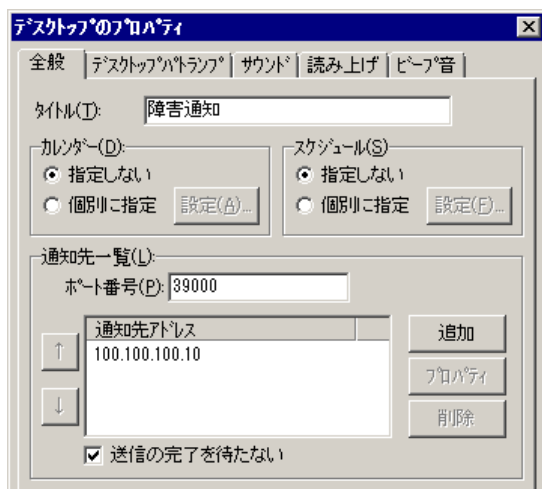 ﾃﾞｽｸﾄｯﾌﾟのﾌﾟﾛﾊﾟﾃｨ
全般 ﾃﾞｽｸﾄｯﾌﾟﾊﾟﾄﾗﾝﾌﾟ ｻｳﾝﾄﾞ 読み上げ ﾋﾞｰﾌﾟ音
ﾀｲﾄﾙ(T): 障害通知
ｶﾚﾝﾀﾞｰ(D): ｽｹｼﾞｭｰﾙ(S)
指定しない 指定しない
個別に指定 設定(A)... 個別に指定 設定(F)...
通知先一覧(L):
ﾎﾟｰﾄ番号(P): 39000
通知先ｱﾄﾞﾚｽ 追加
↑ 100.100.100.10
ﾌﾟﾛﾊﾟﾃｨ
↓ 削除
送信の完了を待たない